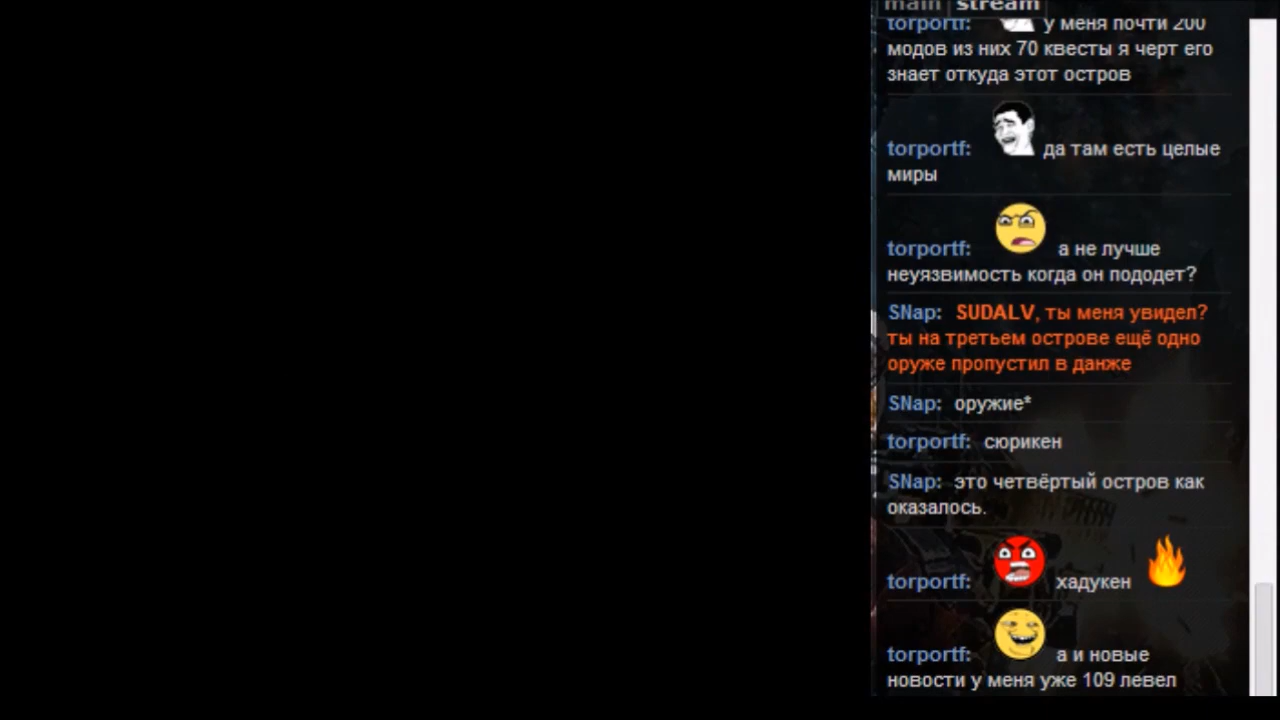 main stream
torportf: у меня почти 200
модов из них 70 квесты я черт его
знает откуда этот остров
torportf: да там есть целые
миры
torportf: а не лучше
неуязвимость когда он пододет?
SNap: SUDALV, ты меня увидел?
ты на третьем острове ещё одно
оруже пропустил в данже
SNap: оружие*
torportf: сюрикен
SNap: это четвёртый остров как
оказалось.
torportf: хадукен
torportf: а и новые
новости у меня уже 109 левел